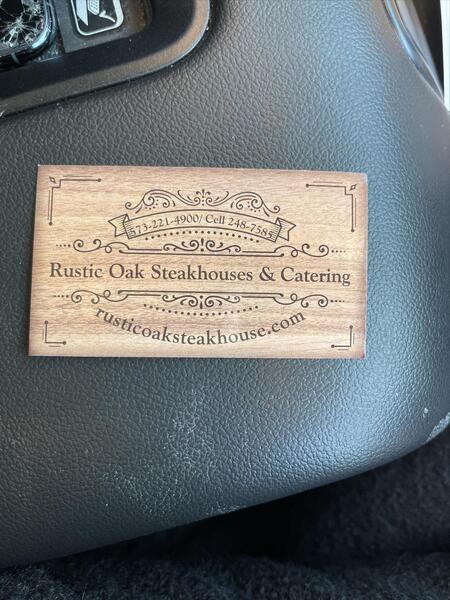 573-221-4900/ Cell 248-7585
Rustic Oak Steakhouses & Catering
rusticoaksteakhouse.com